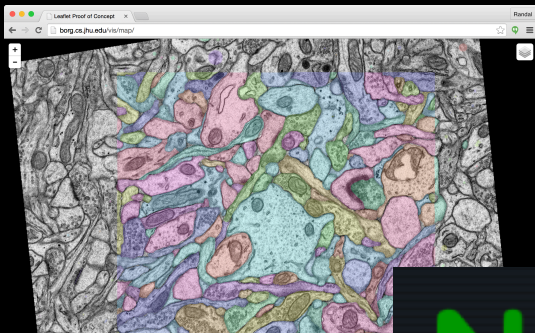 Leaflet Proof of Concept
Randal
borg.cs.jhu.edu/vis/map/
+
−